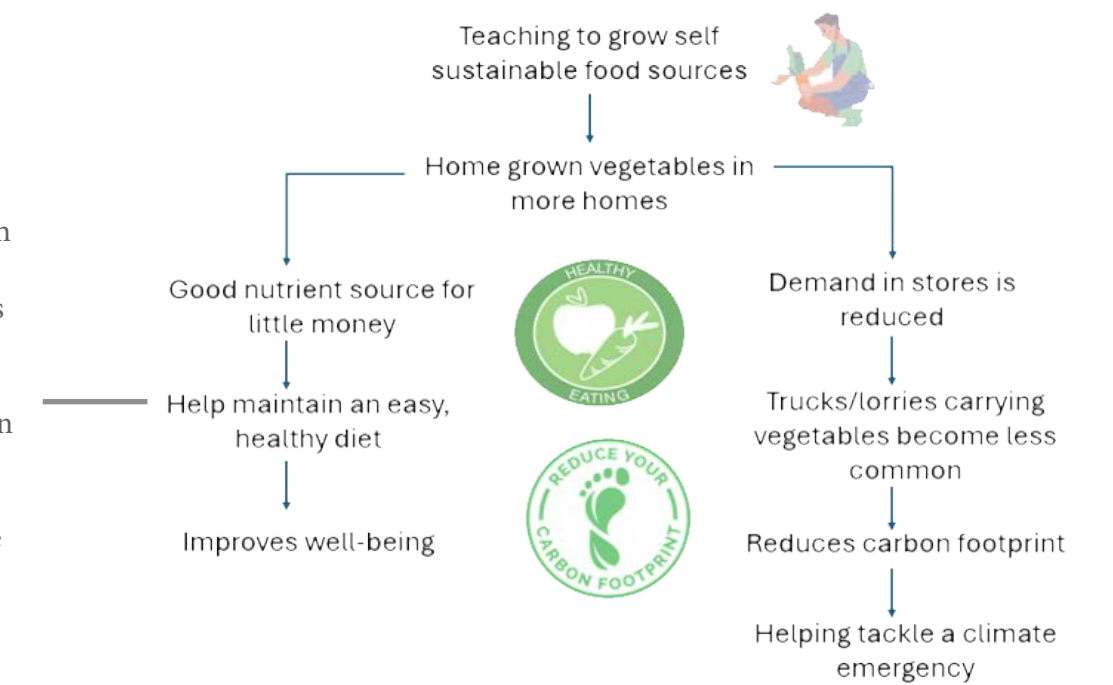 Teaching to grow self
sustainable food sources
Home grown vegetables in
more homes
Good nutrient source for
little money
Help maintain an easy,
healthy diet
Improves well-being
HEALTHY
EATING
REDUCE YOUR
CARBON FOOTPRINT
Demand in stores is
reduced
Trucks/lorries carrying
vegetables become less
common
Reduces carbon footprint
Helping tackle a climate
emergency